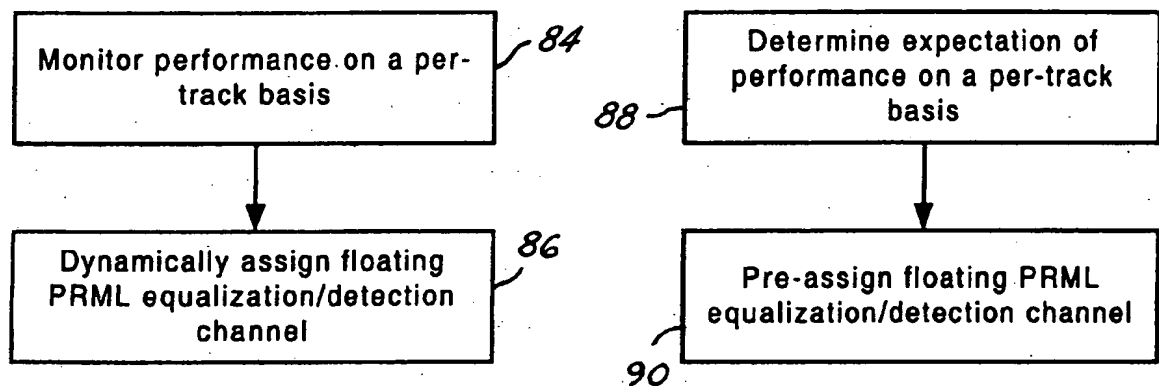 Monitor performance on a per-
track basis
84
Dynamically assign floating
PRML equalization/detection
channel
86
Determine expectation of
performance on a per-track
basis
88
Pre-assign floating PRML
equalization/detection channel
90